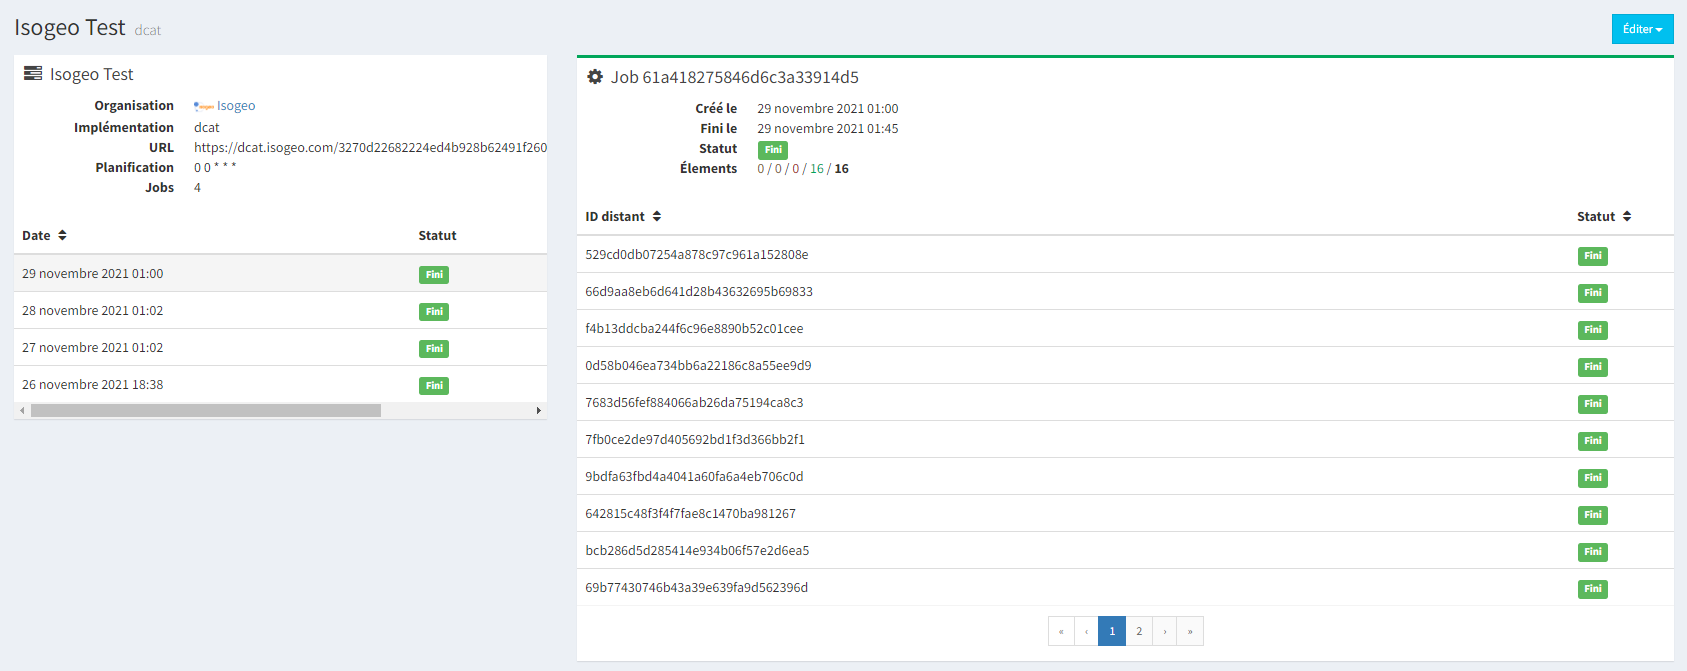 Isogeo Test dcat
Éditer
Isogeo Test
Organisation Isogeo
Implémentation dcat
URL https://dcat.isogeo.com/3270d22682224ed4b928b62491f260
Planification 0 0 * * *
Jobs 4
Date Statut
29 novembre 2021 01:00 Fini
28 novembre 2021 01:02 Fini
27 novembre 2021 01:02 Fini
26 novembre 2021 18:38 Fini
Job 61a418275846d6c3a33914d5
Créé le 29 novembre 2021 01:00
Fini le 29 novembre 2021 01:45
Statut Fini
Élements 0 / 0 / 0 / 16 / 16
ID distant Statut
529cd0db07254a878c97c961a152808e Fini
66d9aa8eb6d641d28b43632695b69833 Fini
f4b13ddcba244f6c96e8890b52c01cee Fini
0d58b046ea734bb6a22186c8a55ee9d9 Fini
7683d56fef884066ab26da75194ca8c3 Fini
7fb0ce2de97d405692bd1f3d366bb2f1 Fini
9bdfa63fbd4a4041a60fa6a4eb706c0d Fini
642815c48f3f4f7fae8c1470ba981267 Fini
bcb286d5d285414e934b06f57e2d6ea5 Fini
69b77430746b43a39e639fa9d562396d Fini
« ‹ 1 2 › »